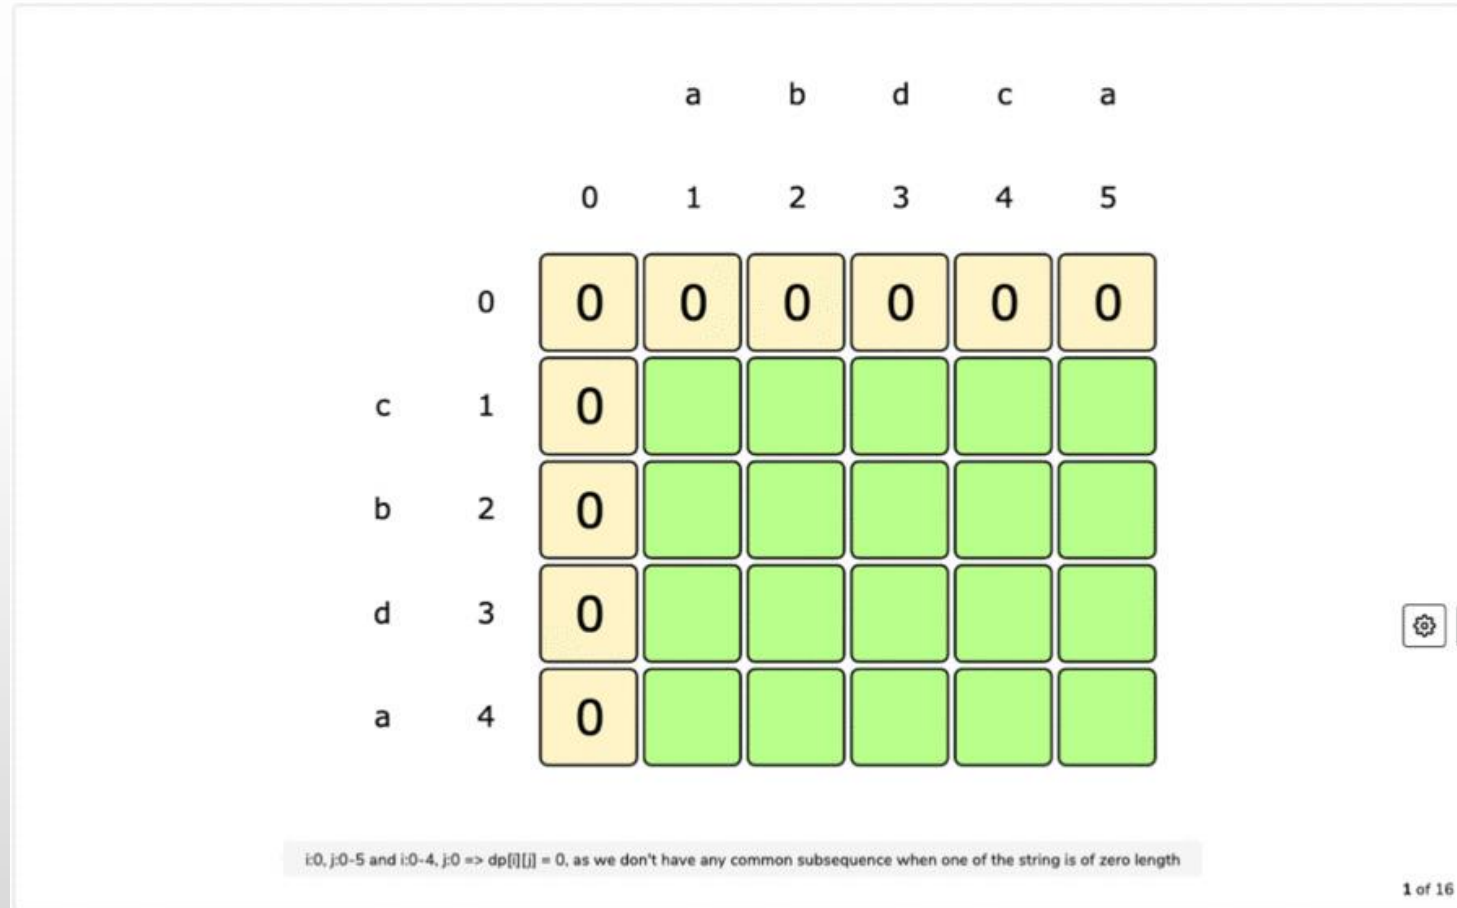 a b d c a
0 1 2 3 4 5
0 0 0 0 0 0 0
c 1 0
b 2 0
d 3 0
a 4 0
i:0, j:0-5 and i:0-4, j:0 => dp[i][j] = 0, as we don't have any common subsequence when one of the string is of zero length
1 of 16